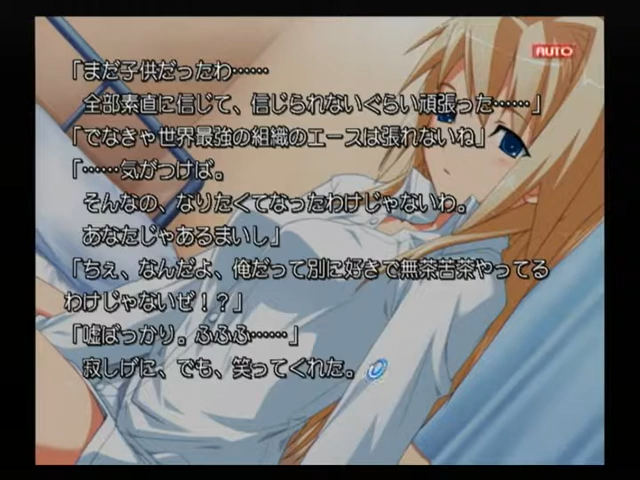 AUTO
「まだ子供だったわ……
全部素直に信じて、信じられないぐらい頑張った……」
「でなきゃ世界最強の組織のエースは張れないね」
「……気がつけば。
そんなの、なりたくてなったわけじゃないわ。
あなたじゃあるまいし」
「ちぇ、なんだよ、俺だって別に好きで無茶苦茶やってる
わけじゃないぜ！？」
「嘘ばっかり。ふふふ……」
寂しげに、でも、笑ってくれた。